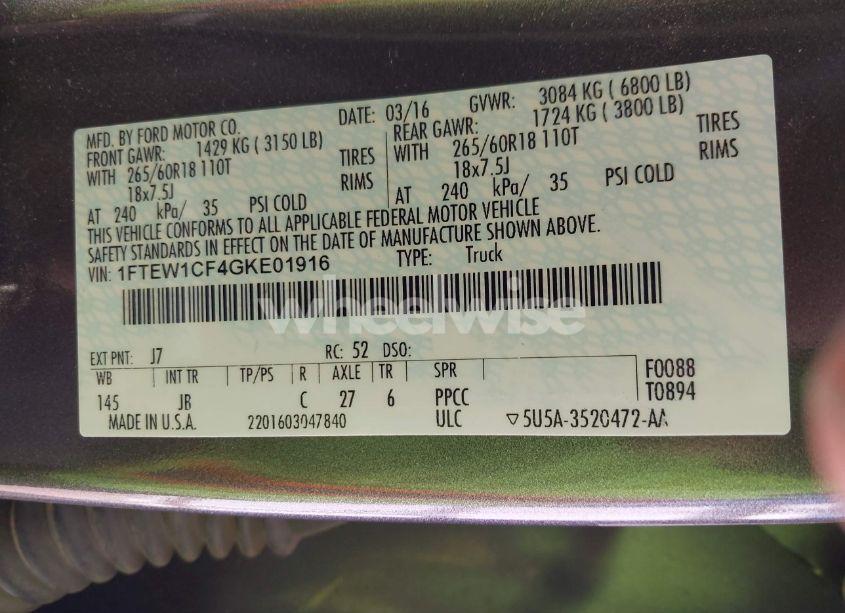 MFD. BY FORD MOTOR CO.
DATE: 03/16 GVWR: 3084 KG ( 6800 LB)
FRONT GAWR: 1429 KG ( 3150 LB) REAR GAWR: 1724 KG ( 3800 LB)
WITH 265/60R18 110T TIRES WITH 265/60R18 110T TIRES
18x7.5J RIMS 18x7.5J RIMS
AT 240 kPa/ 35 PSI COLD AT 240 kPa/ 35 PSI COLD
THIS VEHICLE CONFORMS TO ALL APPLICABLE FEDERAL MOTOR VEHICLE
SAFETY STANDARDS IN EFFECT ON THE DATE OF MANUFACTURE SHOWN ABOVE.
VIN: 1FTEW1CF4GKE01916 TYPE: Truck
wheelwise
EXT PNT: J7 RC: 52 DSO:
WB INT TR TP/PS R AXLE TR SPR F0088
145 JB C 27 6 PPCC T0894
MADE IN U.S.A. 2201603047840 ULC ▽5U5A-3520472-AA